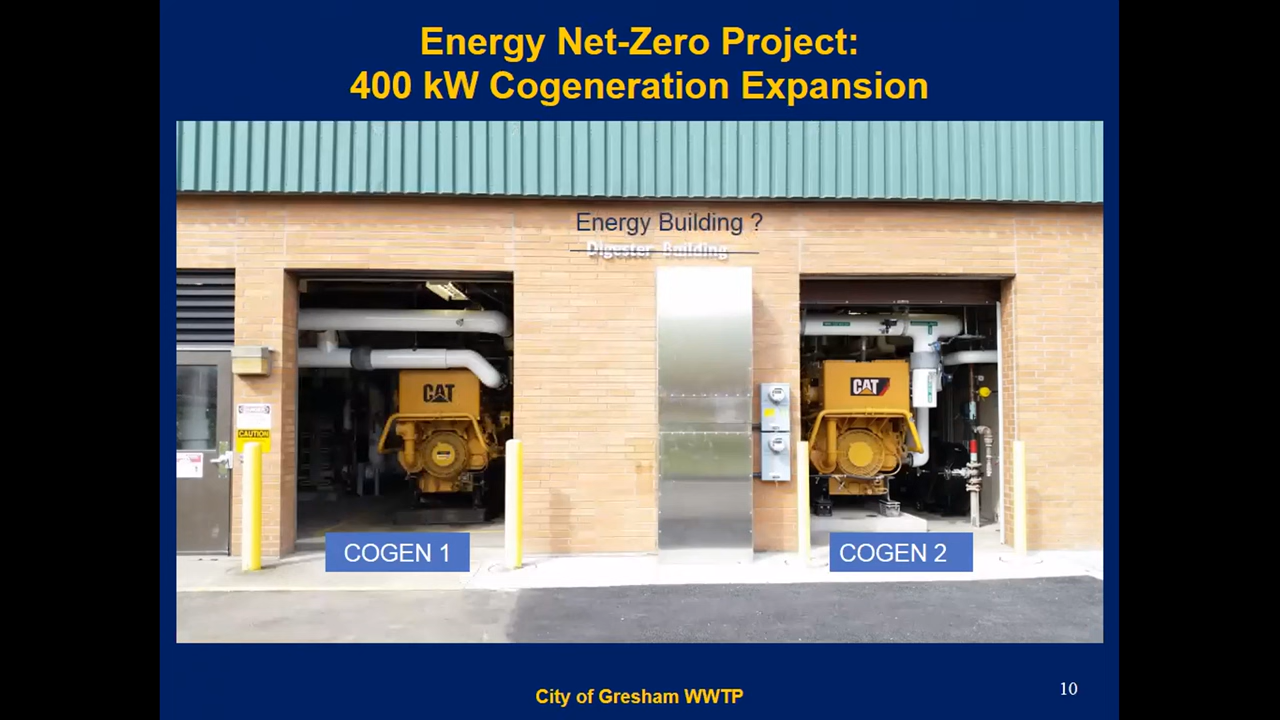 Energy Net-Zero Project:
400 kW Cogeneration Expansion
Energy Building ?
Digester Building
CAT
CAT
CAUTION
COGEN 1
COGEN 2
City of Gresham WWTP
10